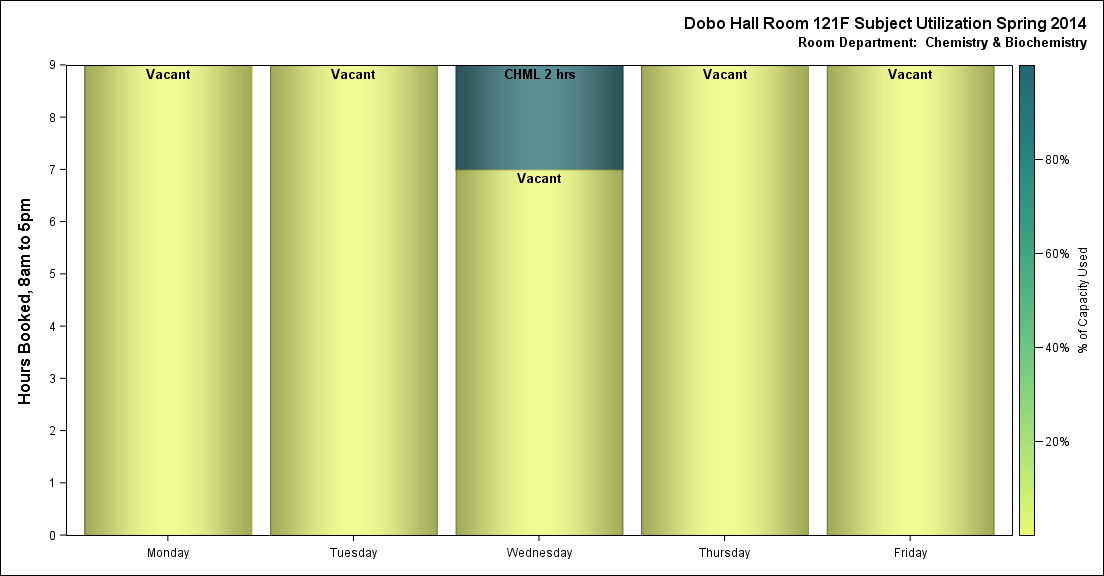 Dobo Hall Room 121F Subject Utilization Spring 2014
Room Department:  Chemistry & Biochemistry
Hours Booked, 8am to 5pm
9
8
7
6
5
4
3
2
1
0
Vacant
Vacant
CHML 2 hrs
Vacant
Vacant
Vacant
Monday
Tuesday
Wednesday
Thursday
Friday
80%
60%
40%
20%
% of Capacity Used